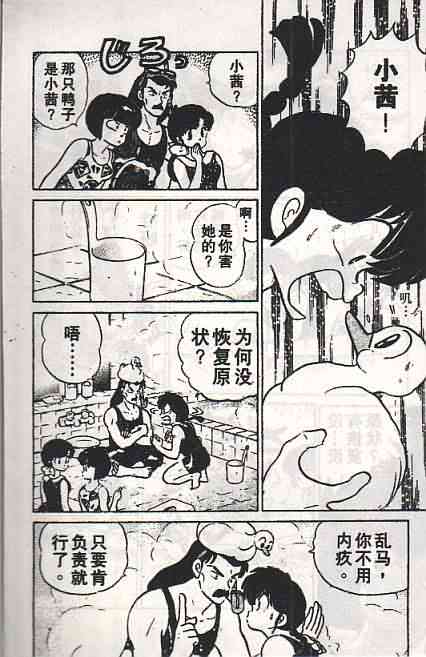 小茜！
叽…
小茜？
那只鸭子
是小茜？
じろっ
啊…
是你害
她的？
为何没
恢复原
状？
唔……
乱马，
你不用
内疚。
只要肯
负责就
行了。